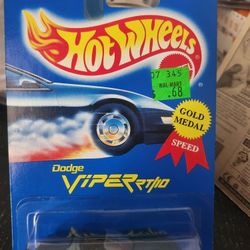 HOT WHEELS
07 345
WAL-MART
.68
GOLD
MEDAL
SPEED
Dodge
VIPER RT/10